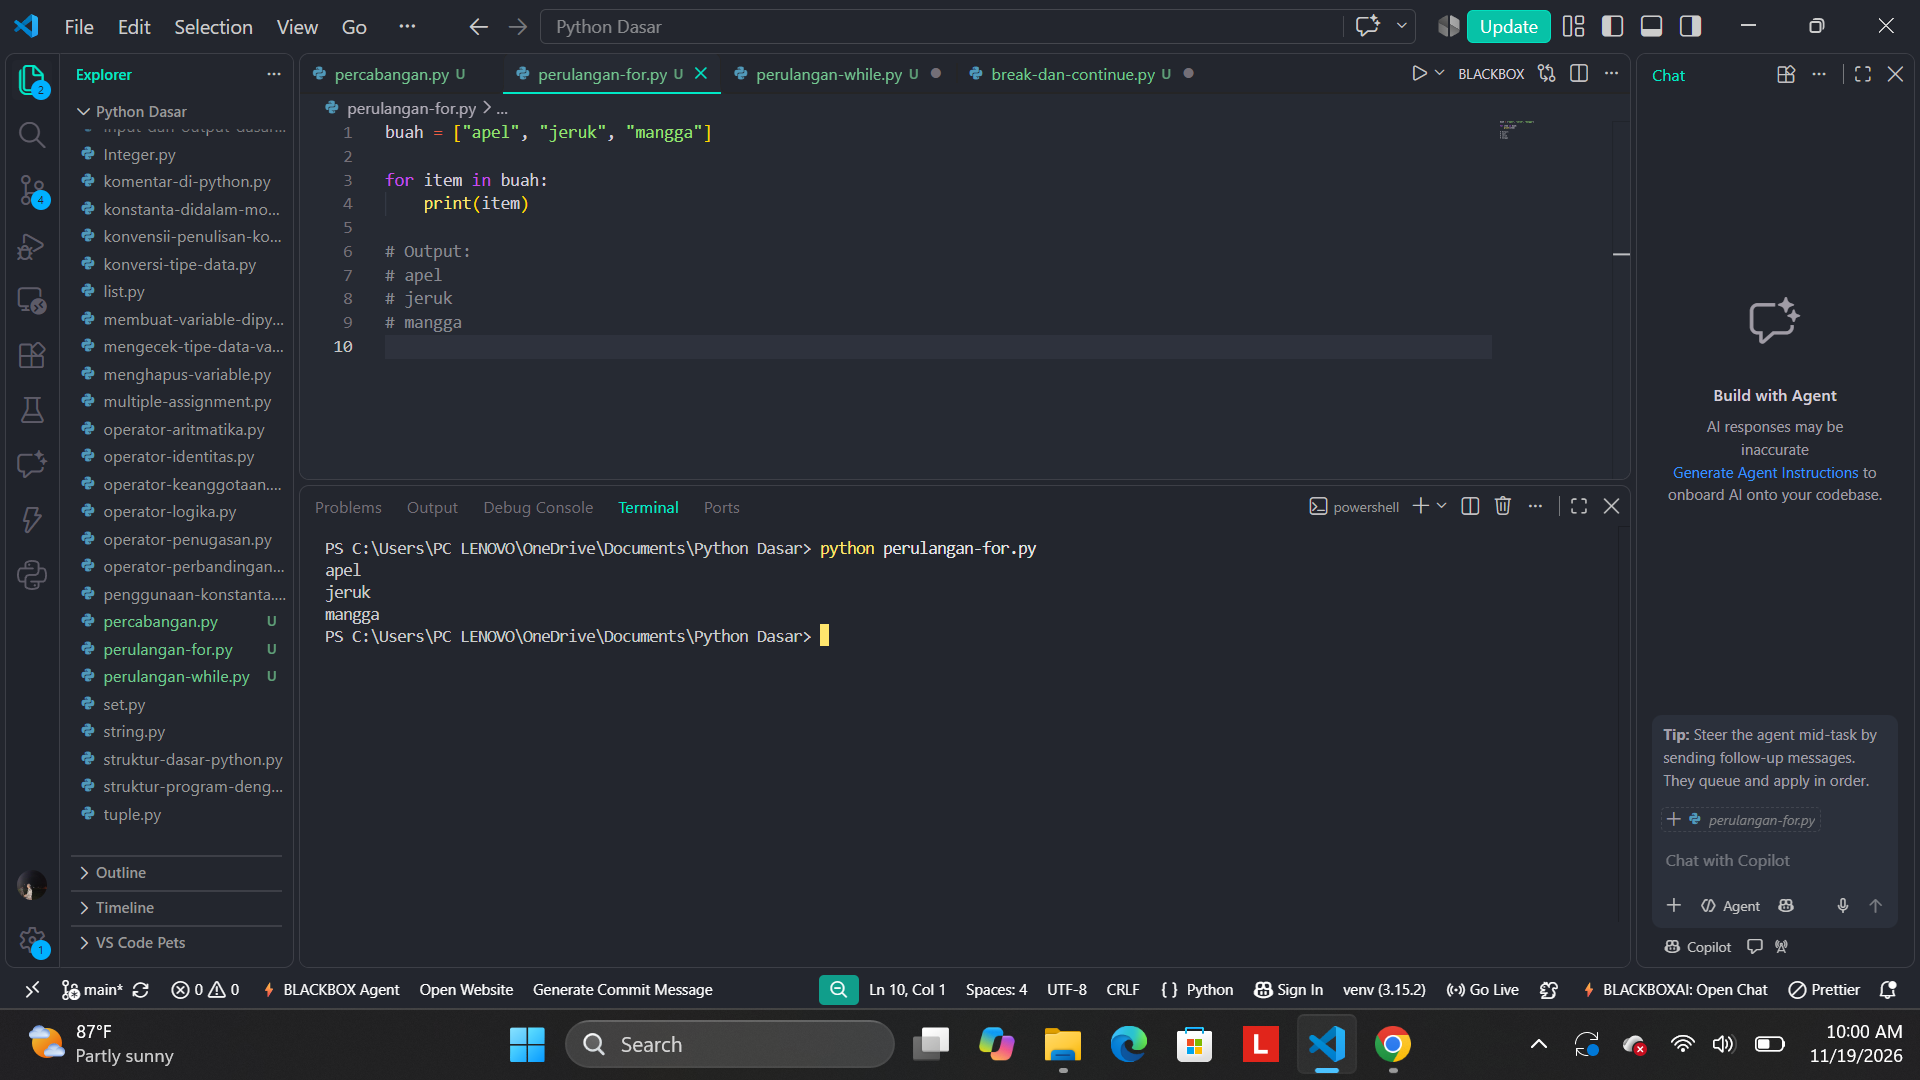 File Edit Selection View Go ... Python Dasar Update
Explorer ...
Python Dasar
Integer.py
komentar-di-python.py
konstanta-didalam-mo...
konvensii-penulisan-ko...
konversi-tipe-data.py
list.py
membuat-variable-dipy...
mengecek-tipe-data-va...
menghapus-variable.py
multiple-assignment.py
operator-aritmatika.py
operator-identitas.py
operator-keanggotaan....
operator-logika.py
operator-penugasan.py
operator-perbandingan...
penggunaan-konstanta....
percabangan.py U
perulangan-for.py U
perulangan-while.py U
set.py
string.py
struktur-dasar-python.py
struktur-program-deng...
tuple.py
Outline
Timeline
VS Code Pets
2
4
1
percabangan.py U perulangan-for.py U perulangan-while.py U break-dan-continue.py U BLACKBOX ...
perulangan-for.py > ...
1 buah = ["apel", "jeruk", "mangga"]
2
3 for item in buah:
4 print(item)
5
6 # Output:
7 # apel
8 # jeruk
9 # mangga
10
Problems Output Debug Console Terminal Ports powershell ...
PS C:\Users\PC LENOVO\OneDrive\Documents\Python Dasar> python perulangan-for.py
apel
jeruk
mangga
PS C:\Users\PC LENOVO\OneDrive\Documents\Python Dasar>
Chat ...
Build with Agent
AI responses may be
inaccurate
Generate Agent Instructions to
onboard AI onto your codebase.
Tip: Steer the agent mid-task by
sending follow-up messages.
They queue and apply in order.
perulangan-for.py
Chat with Copilot
Agent
Copilot
main* 0 0 BLACKBOX Agent Open Website Generate Commit Message Ln 10, Col 1 Spaces: 4 UTF-8 CRLF {} Python Sign In venv (3.15.2) Go Live BLACKBOXAI: Open Chat Prettier
87°F
Partly sunny
Search
L
10:00 AM
11/19/2026